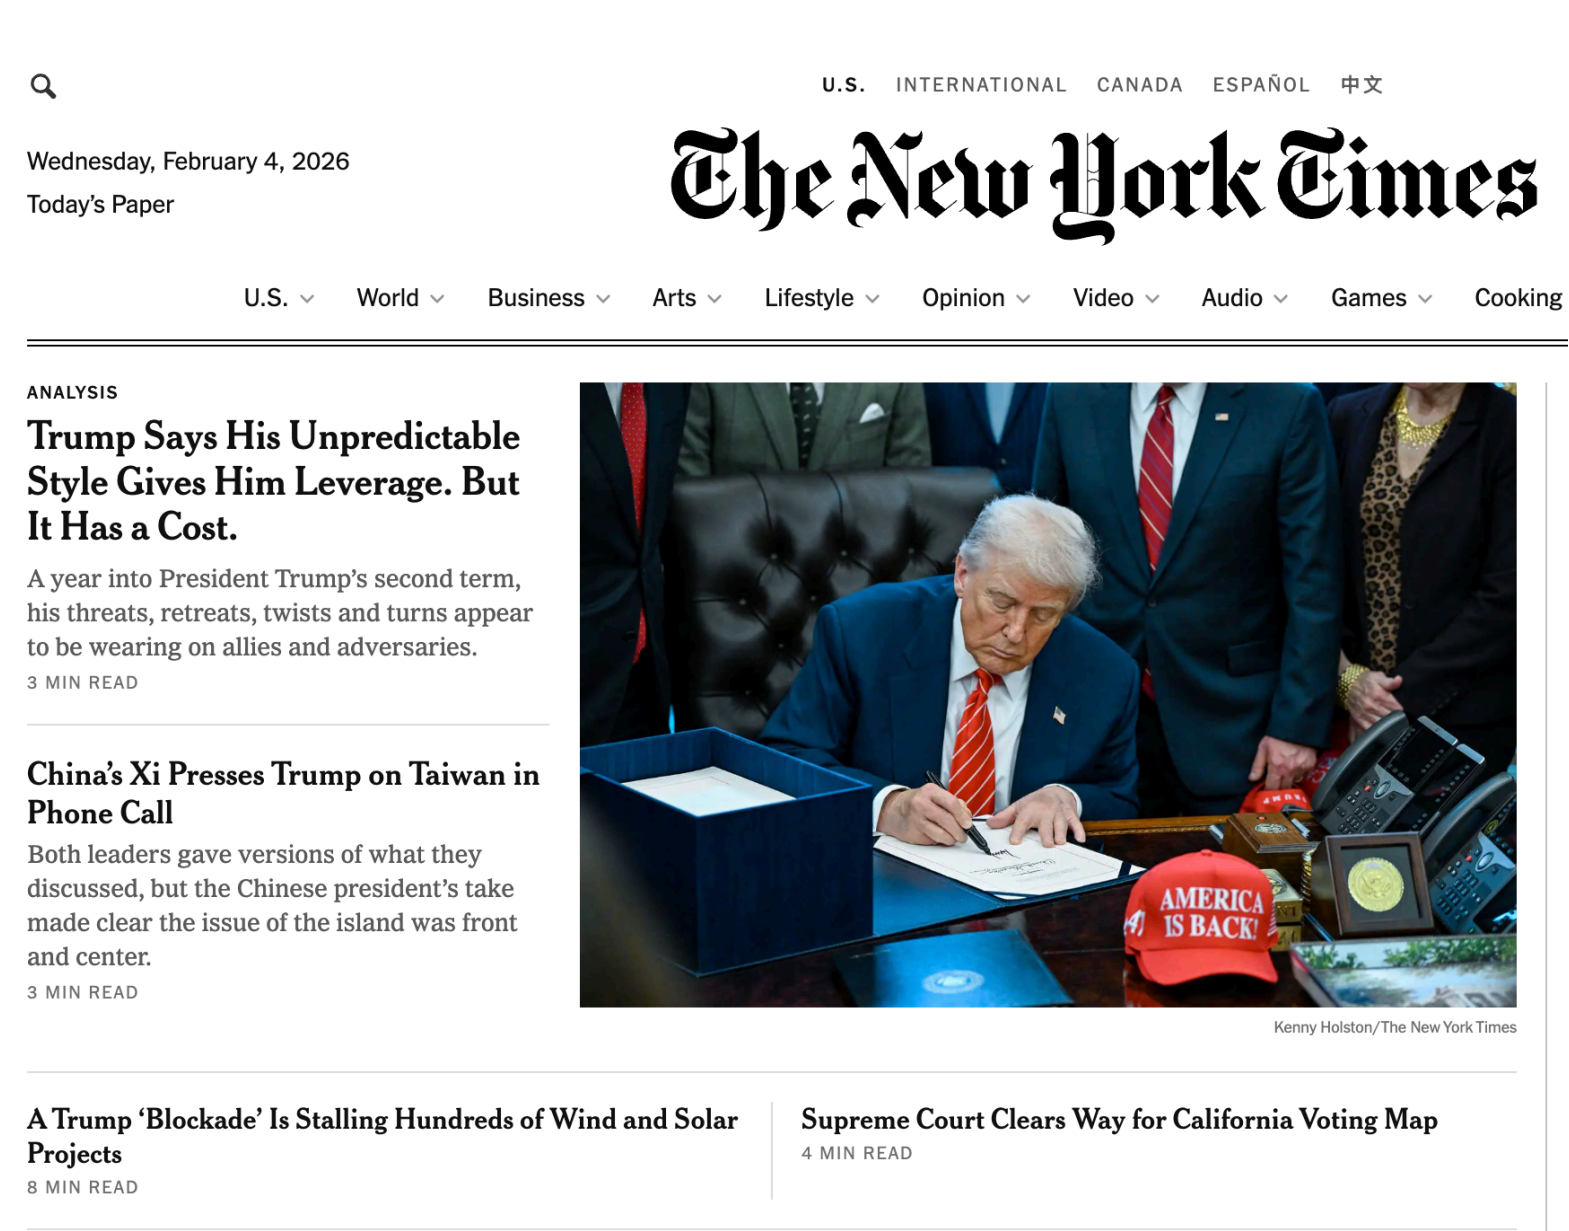 U.S. INTERNATIONAL CANADA ESPAÑOL 中文
Wednesday, February 4, 2026
Today's Paper
The New York Times
U.S. World Business Arts Lifestyle Opinion Video Audio Games Cooking
ANALYSIS
Trump Says His Unpredictable
Style Gives Him Leverage. But
It Has a Cost.
A year into President Trump’s second term,
his threats, retreats, twists and turns appear
to be wearing on allies and adversaries.
3 MIN READ
China’s Xi Presses Trump on Taiwan in
Phone Call
Both leaders gave versions of what they
discussed, but the Chinese president’s take
made clear the issue of the island was front
and center.
3 MIN READ
AMERICA
IS BACK!
TRUMP
Kenny Holston/The New York Times
A Trump ‘Blockade’ Is Stalling Hundreds of Wind and Solar
Projects
8 MIN READ
Supreme Court Clears Way for California Voting Map
4 MIN READ